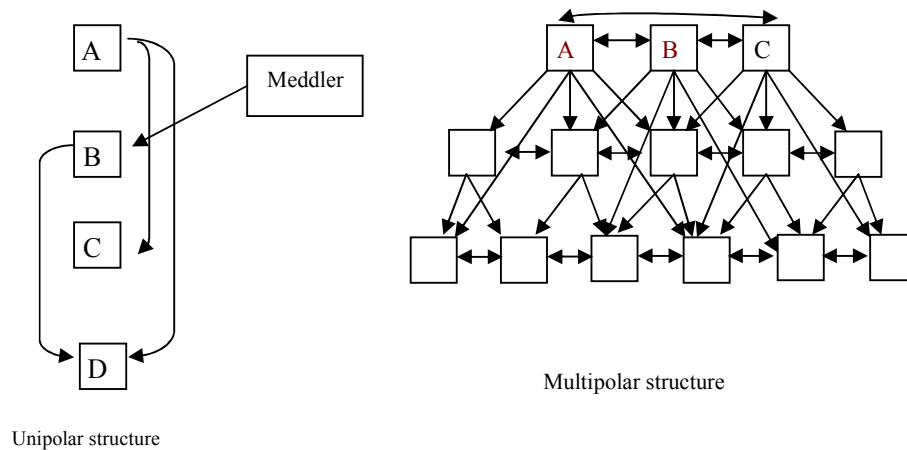 A
Meddler
B
C
D
Unipolar structure
A B C
Multipolar structure